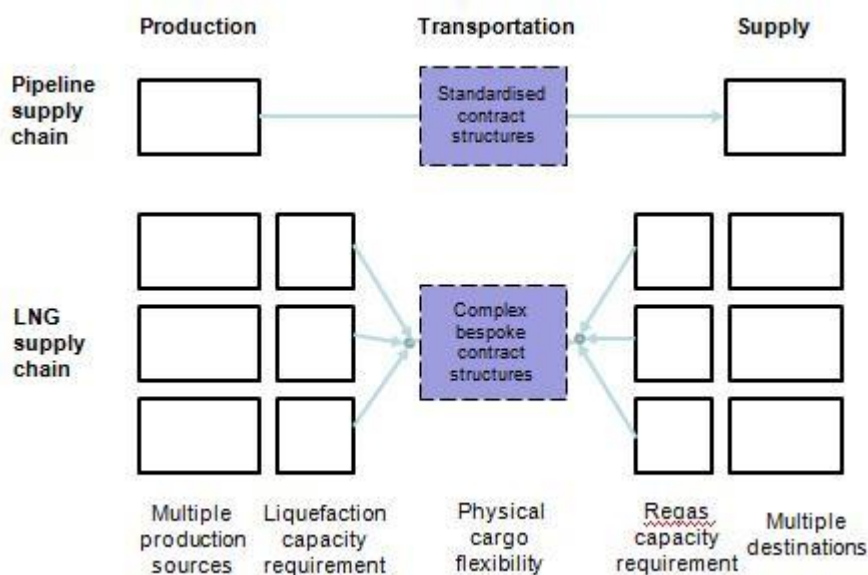 Production Transportation Supply
Pipeline
supply
chain
Standardised
contract
structures
LNG
supply
chain
Complex
bespoke
contract
structures
Multiple
production
sources
Liquefaction
capacity
requirement
Physical
cargo
flexibility
Regas
capacity
requirement
Multiple
destinations